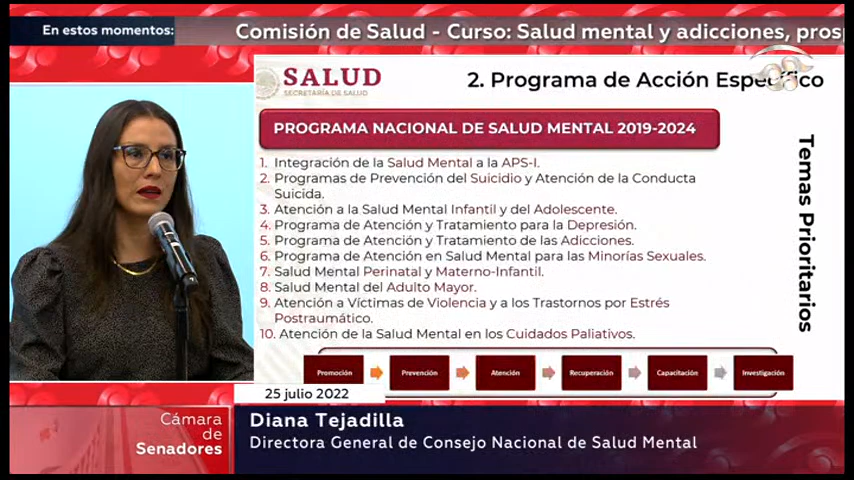 En estos momentos:
Comisión de Salud - Curso: Salud mental y adicciones, prosp
SALUD
SECRETARÍA DE SALUD
2. Programa de Acción Específico
PROGRAMA NACIONAL DE SALUD MENTAL 2019-2024
Temas Prioritarios
1. Integración de la Salud Mental a la APS-I.
2. Programas de Prevención del Suicidio y Atención de la Conducta
Suicida.
3. Atención a la Salud Mental Infantil y del Adolescente.
4. Programa de Atención y Tratamiento para la Depresión.
5. Programa de Atención y Tratamiento de las Adicciones.
6. Programa de Atención en Salud Mental para las Minorías Sexuales.
7. Salud Mental Perinatal y Materno-Infantil.
8. Salud Mental del Adulto Mayor.
9. Atención a Víctimas de Violencia y a los Trastornos por Estrés
Postraumático.
10. Atención de la Salud Mental en los Cuidados Paliativos.
Promoción
Prevención
Atención
Recuperación
Capacitación
Investigación
25 julio 2022
Cámara
de
Senadores
Diana Tejadilla
Directora General de Consejo Nacional de Salud Mental